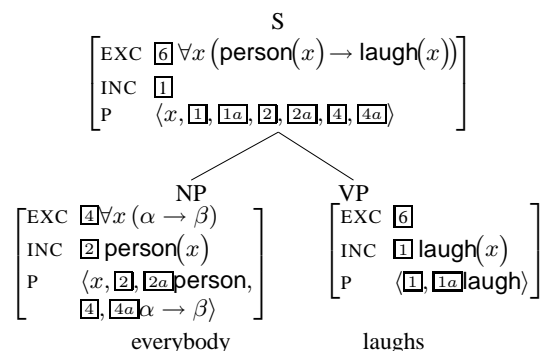 S
EXC [6] ∀x (person(x) → laugh(x))
INC [1]
P ⟨x, [1], [1a], [2], [2a], [4], [4a]⟩
NP VP
EXC [4]∀x (α → β) EXC [6]
INC [2] person(x) INC [1] laugh(x)
P ⟨x, [2], [2a]person, P ⟨[1], [1a]laugh⟩
[4], [4a]α → β⟩
everybody laughs